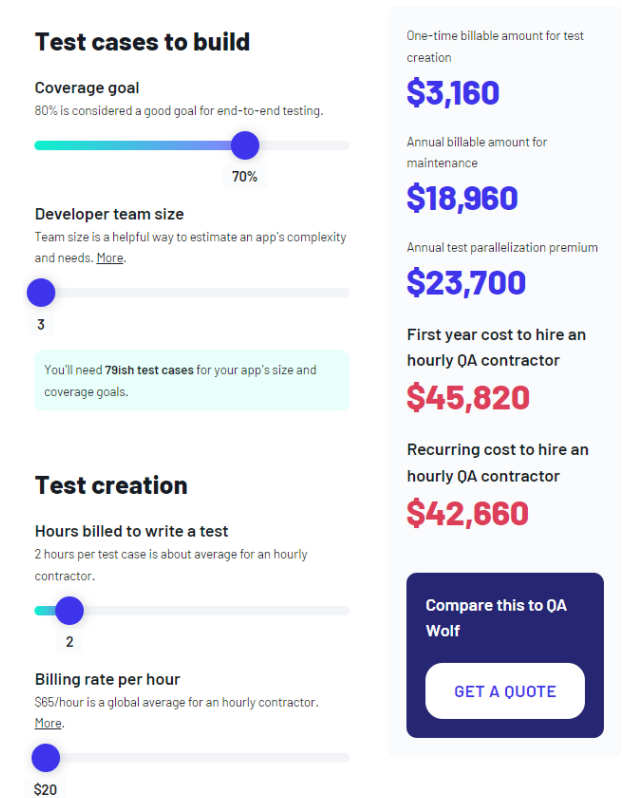 Test cases to build
Coverage goal
80% is considered a good goal for end-to-end testing.
70%
Developer team size
Team size is a helpful way to estimate an app's complexity
and needs. More.
3
You'll need 79ish test cases for your app's size and
coverage goals.
Test creation
Hours billed to write a test
2 hours per test case is about average for an hourly
contractor.
2
Billing rate per hour
$65/hour is a global average for an hourly contractor.
More.
$20
One-time billable amount for test
creation
$3,160
Annual billable amount for
maintenance
$18,960
Annual test parallelization premium
$23,700
First year cost to hire an
hourly QA contractor
$45,820
Recurring cost to hire an
hourly QA contractor
$42,660
Compare this to QA
Wolf
GET A QUOTE